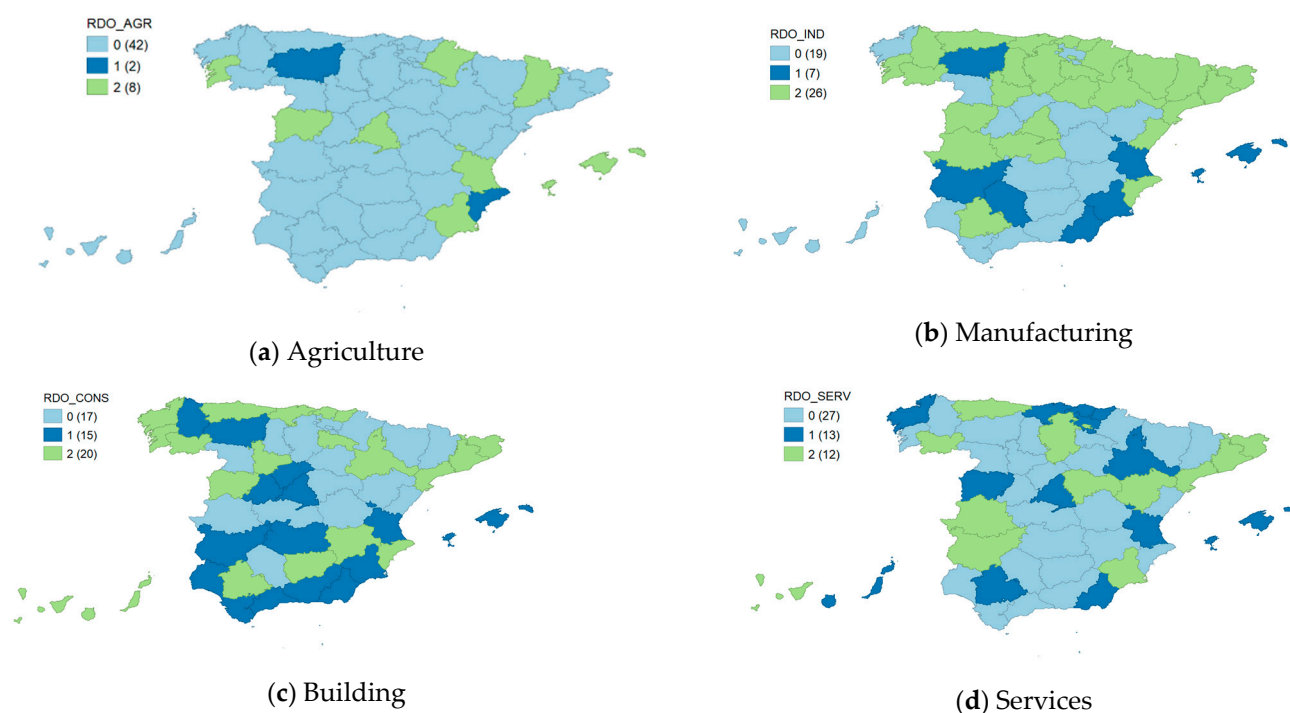 RDO_AGR
0 (42)
1 (2)
2 (8)
(a) Agriculture
RDO_IND
0 (19)
1 (7)
2 (26)
(b) Manufacturing
RDO_CONS
0 (17)
1 (15)
2 (20)
(c) Building
RDO_SERV
0 (27)
1 (13)
2 (12)
(d) Services